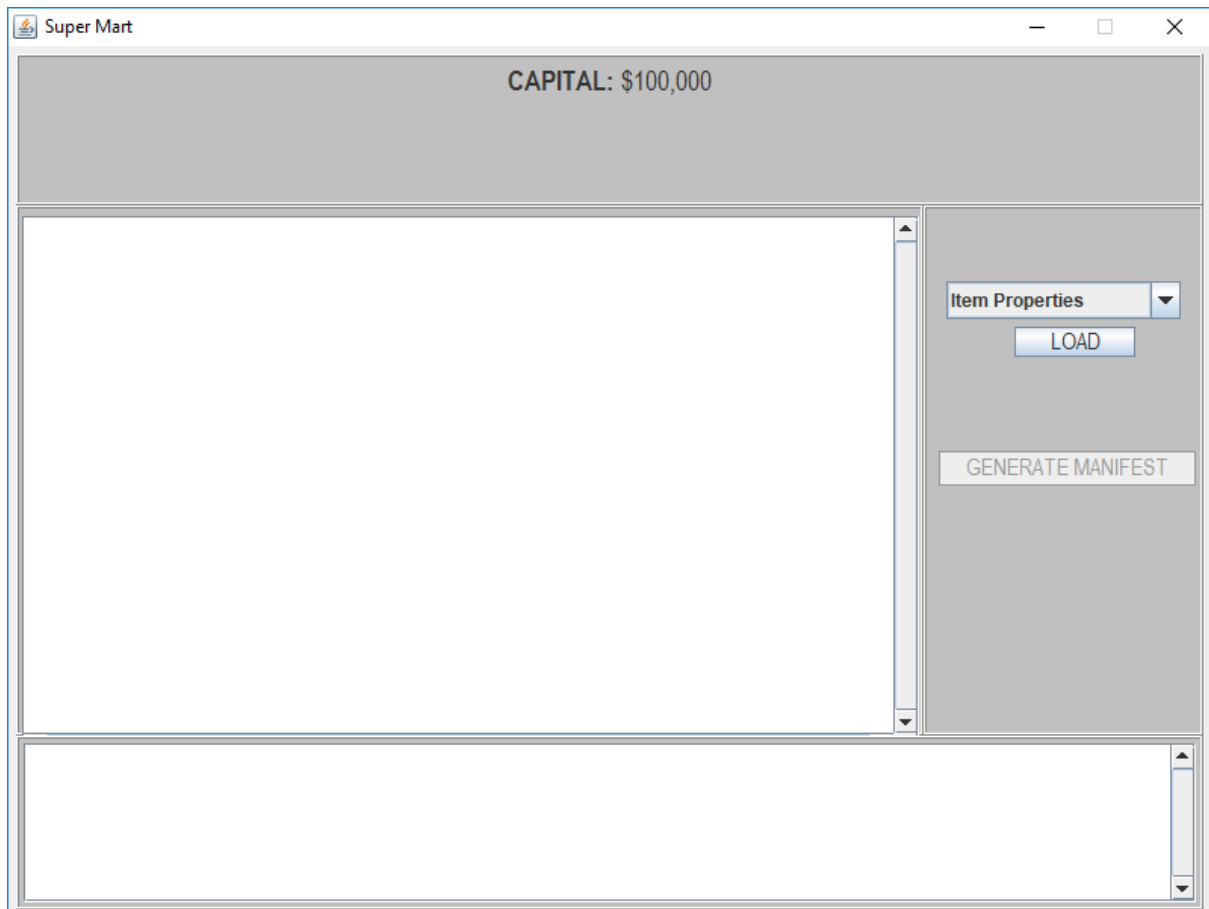 Super Mart
CAPITAL: $100,000
Item Properties
LOAD
GENERATE MANIFEST